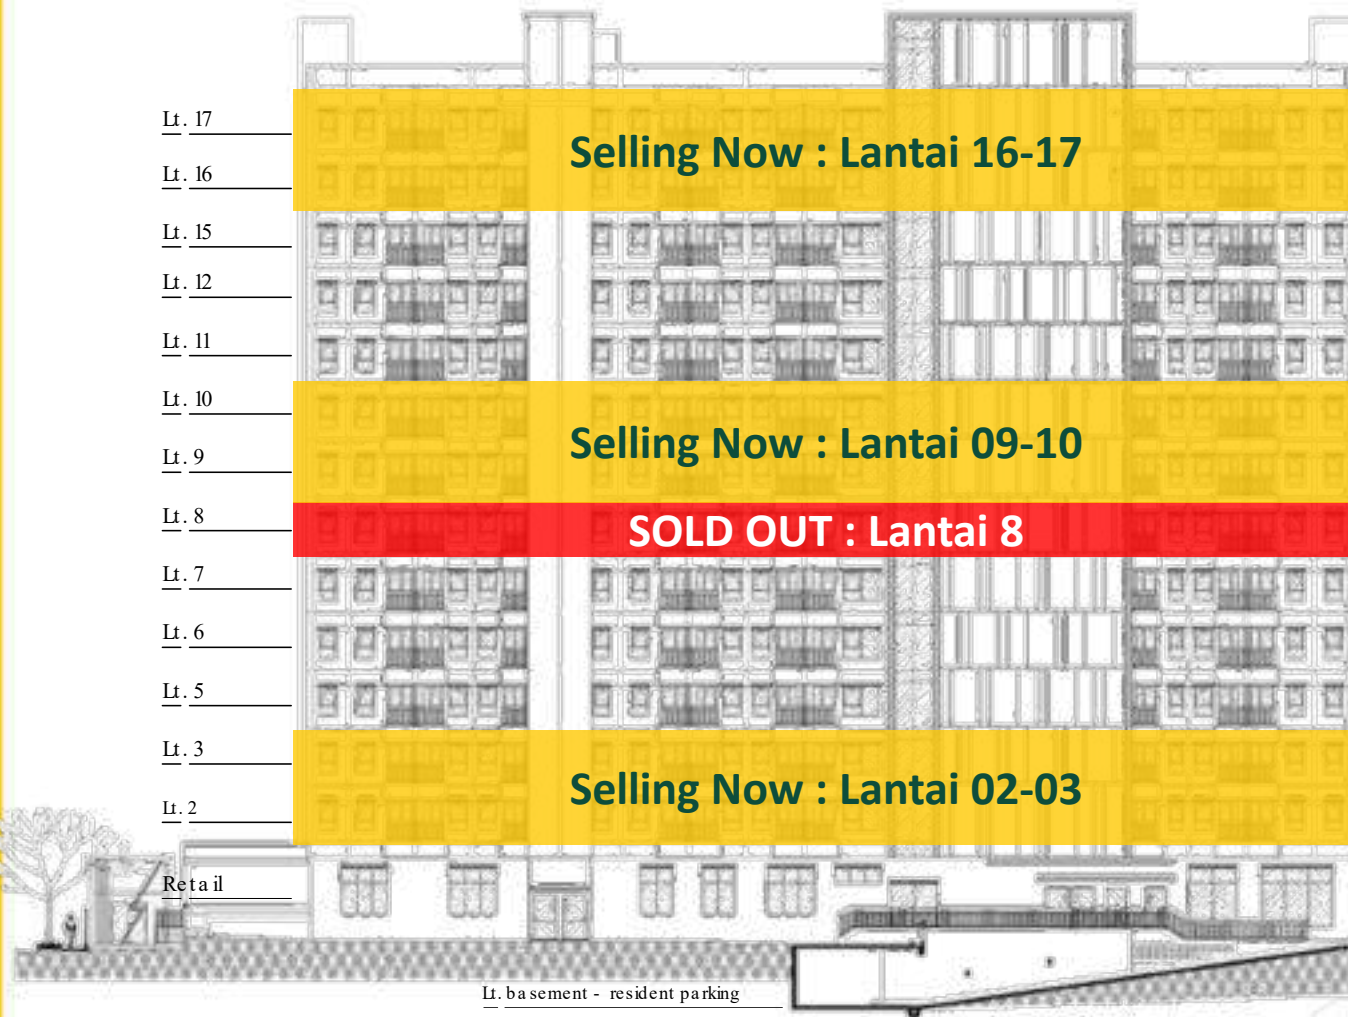 Lt. 17
Selling Now : Lantai 16-17
Lt. 16
Lt. 15
Lt. 12
Lt. 11
Lt. 10
Selling Now : Lantai 09-10
Lt. 9
Lt. 8
SOLD OUT : Lantai 8
Lt. 7
Lt. 6
Lt. 5
Lt. 3
Selling Now : Lantai 02-03
Lt. 2
Retail
Lt. basement - resident parking